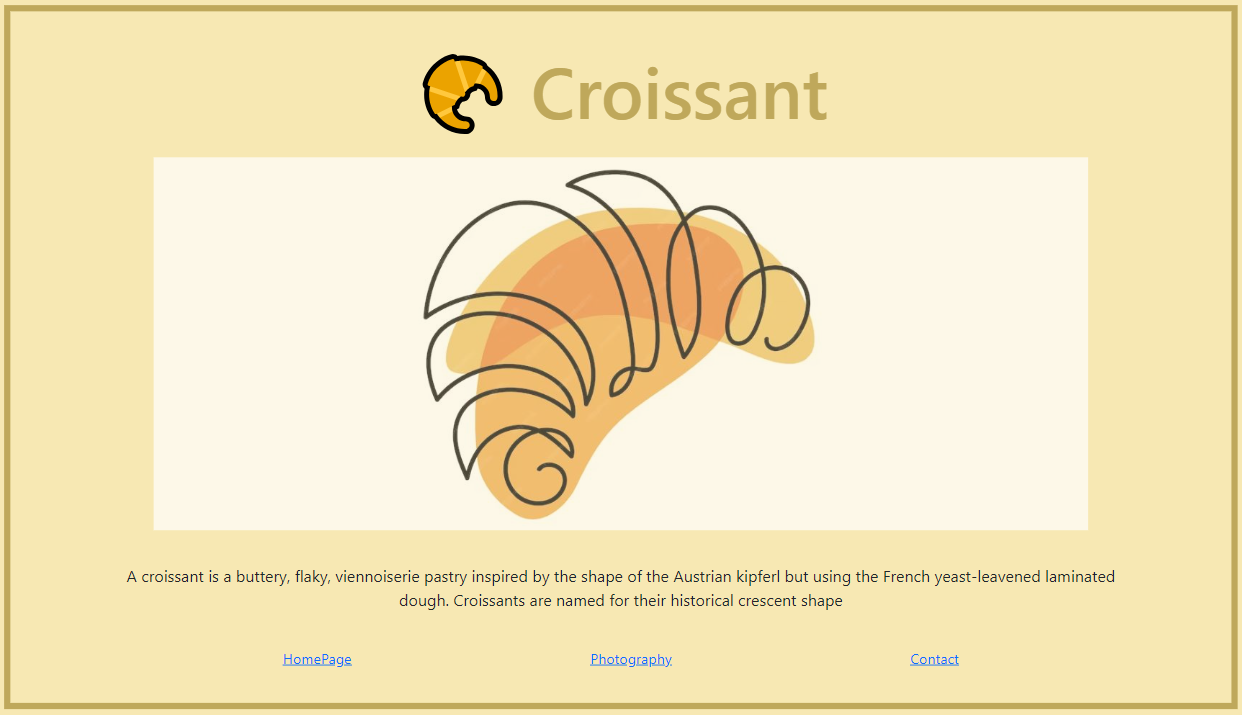 Croissant
A croissant is a buttery, flaky, viennoiserie pastry inspired by the shape of the Austrian kipferl but using the French yeast-leavened laminated
dough. Croissants are named for their historical crescent shape
HomePage Photography Contact